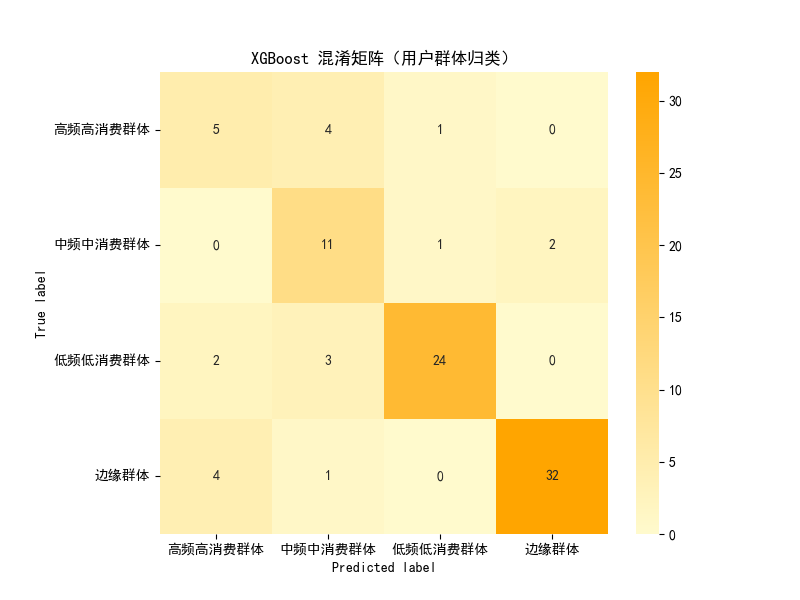 XGBoost 混淆矩阵（用户群体归类）
高频高消费群体 5 4 1 0
中频中消费群体 0 11 1 2
低频低消费群体 2 3 24 0
边缘群体 4 1 0 32
高频高消费群体 中频中消费群体 低频低消费群体 边缘群体
Predicted label
True label
30
25
20
15
10
5
0